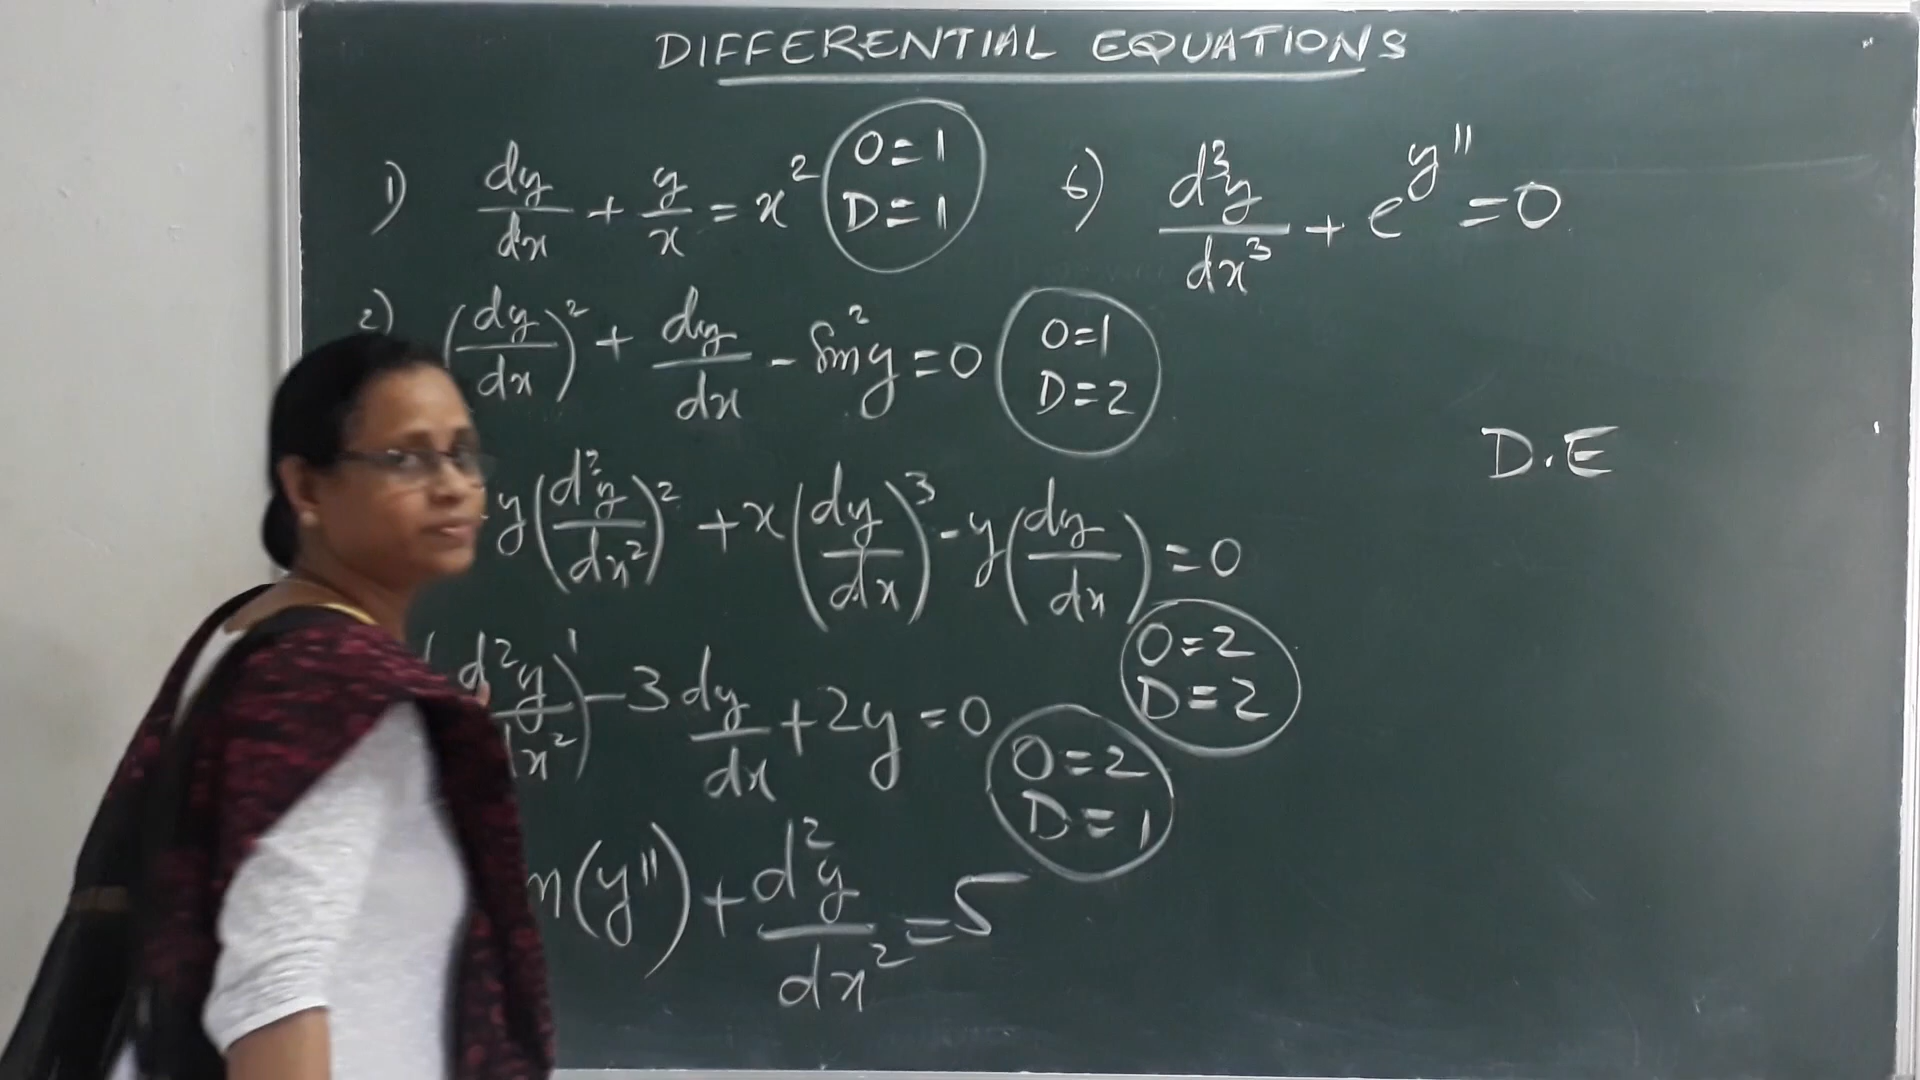 DIFFERENTIAL EQUATIONS
1) dy/dx + y/x = x² O=1 D=1
2) (dy/dx)² + dy/dx - sin²y = 0 O=1 D=2
y(d²y/dx²)² + x(dy/dx)³ - y(dy/dx) = 0 O=2 D=2
(d²y/dx²)¹ - 3 dy/dx + 2y = 0 O=2 D=1
n(y'') + d²y/dx² = 5
6) d³y/dx³ + e^y'' = 0
D.E